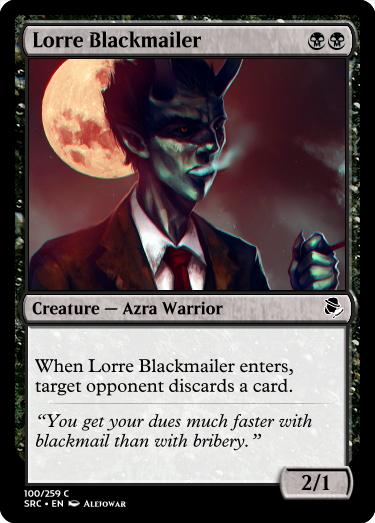 Lorre Blackmailer
Creature — Azra Warrior
When Lorre Blackmailer enters,
target opponent discards a card.
“You get your dues much faster with
blackmail than with bribery.”
2/1
100/259 C
SRC • EN Alejowar